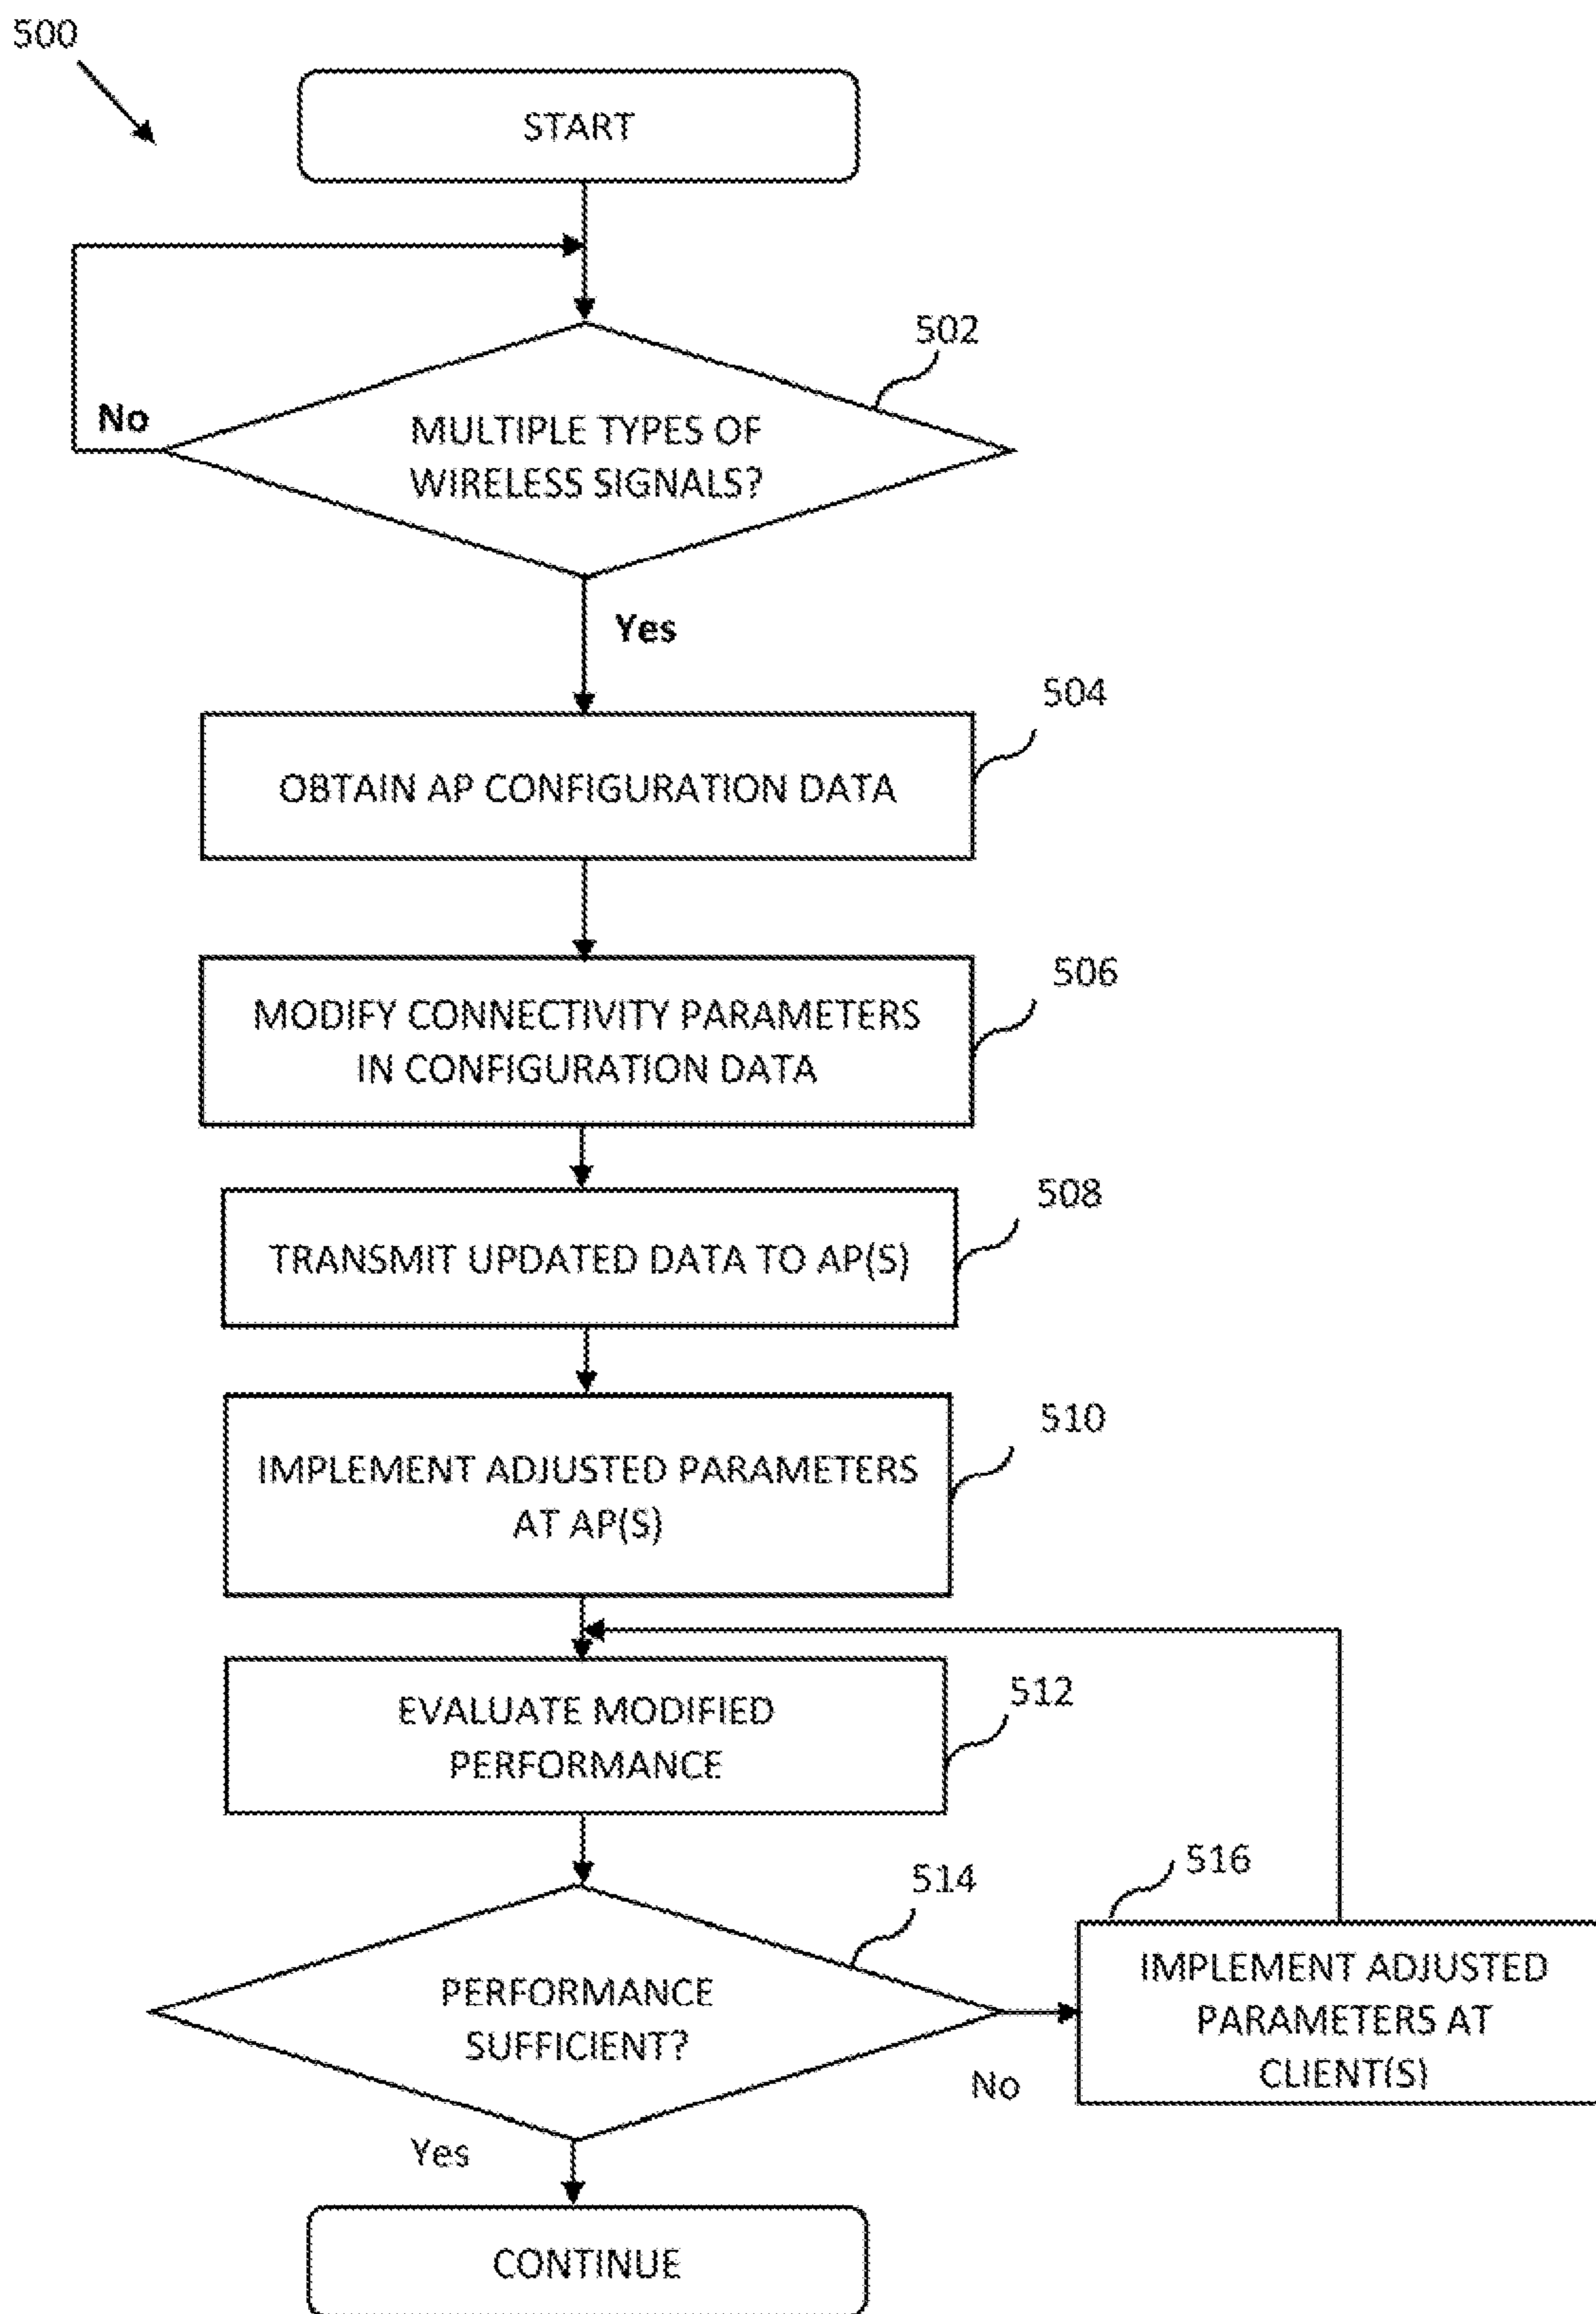 500
START
502
No
MULTIPLE TYPES OF
WIRELESS SIGNALS?
Yes
504
OBTAIN AP CONFIGURATION DATA
506
MODIFY CONNECTIVITY PARAMETERS
IN CONFIGURATION DATA
508
TRANSMIT UPDATED DATA TO AP(S)
510
IMPLEMENT ADJUSTED PARAMETERS
AT AP(S)
512
EVALUATE MODIFIED
PERFORMANCE
514
516
PERFORMANCE
SUFFICIENT?
No
IMPLEMENT ADJUSTED
PARAMETERS AT
CLIENT(S)
Yes
CONTINUE